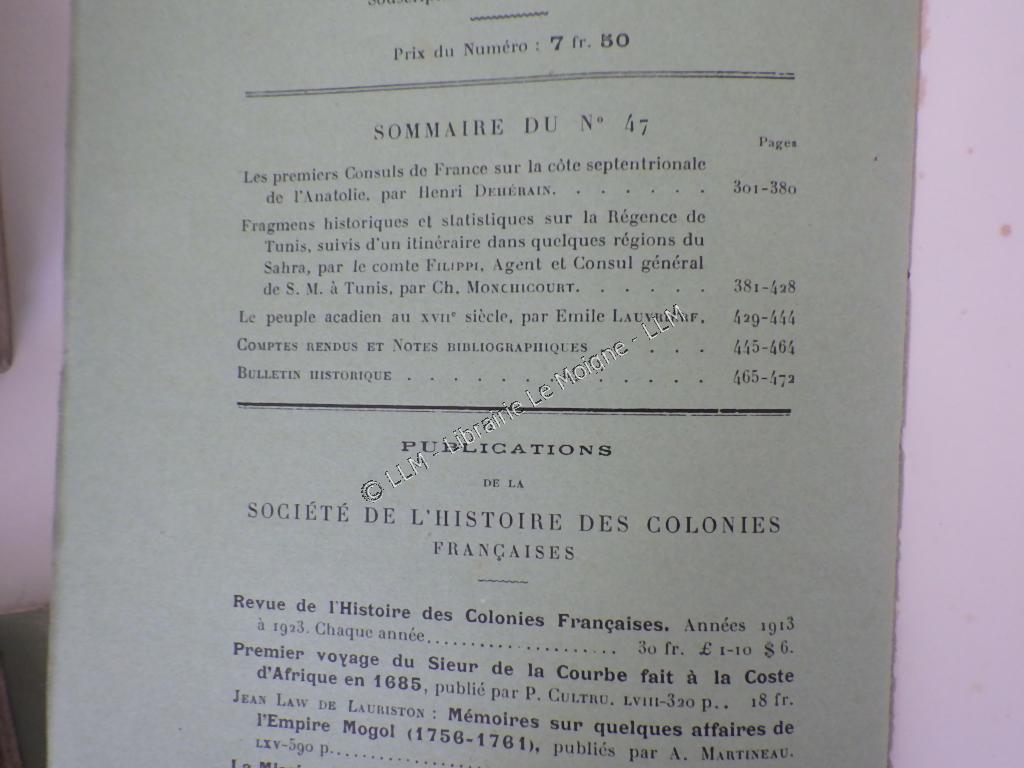 Prix du Numéro : 7 fr. 50
SOMMAIRE DU Nº 47
Pages
Les premiers Consuls de France sur la côte septentrionale
de l'Anatolie, par Henri DEHÉRAIN. . . . . . . 301-380
Fragmens historiques et statistiques sur la Régence de
Tunis, suivis d'un itinéraire dans quelques régions du
Sahra, par le comte FILIPPI, Agent et Consul général
de S. M. à Tunis, par Ch. MONCHICOURT. . . . . . 381-428
Le peuple acadien au XVIIe siècle, par Emile LAUVRIÈRE. 429-444
COMPTES RENDUS ET NOTES BIBLIOGRAPHIQUES . . . . . 445-464
BULLETIN HISTORIQUE . . . . . . . . . . . . 465-472
PUBLICATIONS
DE LA
SOCIÉTÉ DE L'HISTOIRE DES COLONIES
FRANÇAISES
Revue de l'Histoire des Colonies Françaises. Années 1913
à 1923. Chaque année..................... 30 fr. £ 1-10 $ 6.
Premier voyage du Sieur de la Courbe fait à la Coste
d'Afrique en 1685, publié par P. CULTRU. LVIII-320 p.. 18 fr.
JEAN LAW DE LAURISTON : Mémoires sur quelques affaires de
l'Empire Mogol (1756-1761), publiés par A. MARTINEAU.
LXV-590 p.
© LLM - Librairie Le Moigne - LLM